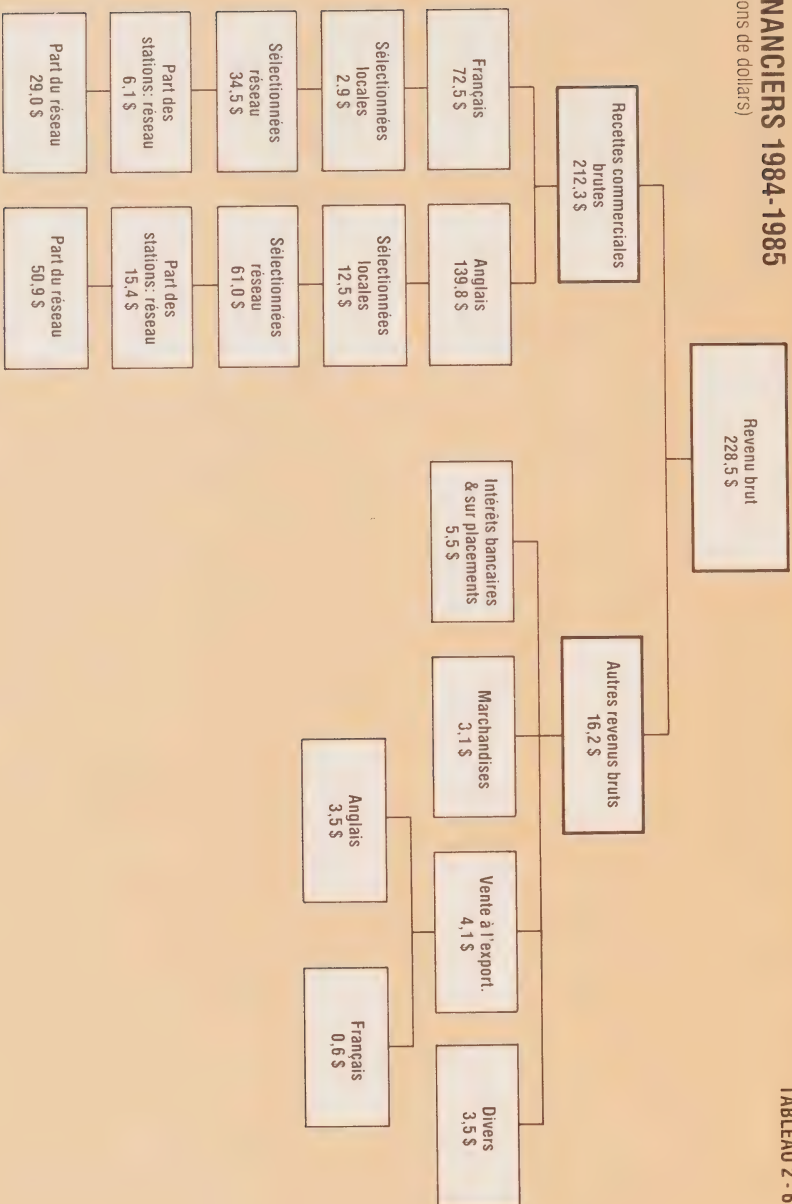 NANCIERS 1984-1985
ons de dollars)
TABLEAU 2 - 6
Revenu brut
228,5 $
Recettes commerciales
brutes
212,3 $
Autres revenus bruts
16,2 $
Français
72,5 $
Anglais
139,8 $
Intérêts bancaires
& sur placements
5,5 $
Marchandises
3,1 $
Vente à l'export.
4,1 $
Divers
3,5 $
Sélectionnées
locales
2,9 $
Sélectionnées
locales
12,5 $
Anglais
3,5 $
Français
0,6 $
Sélectionnées
réseau
34,5 $
Sélectionnées
réseau
61,0 $
Part des
stations: réseau
6,1 $
Part des
stations: réseau
15,4 $
Part du réseau
29,0 $
Part du réseau
50,9 $